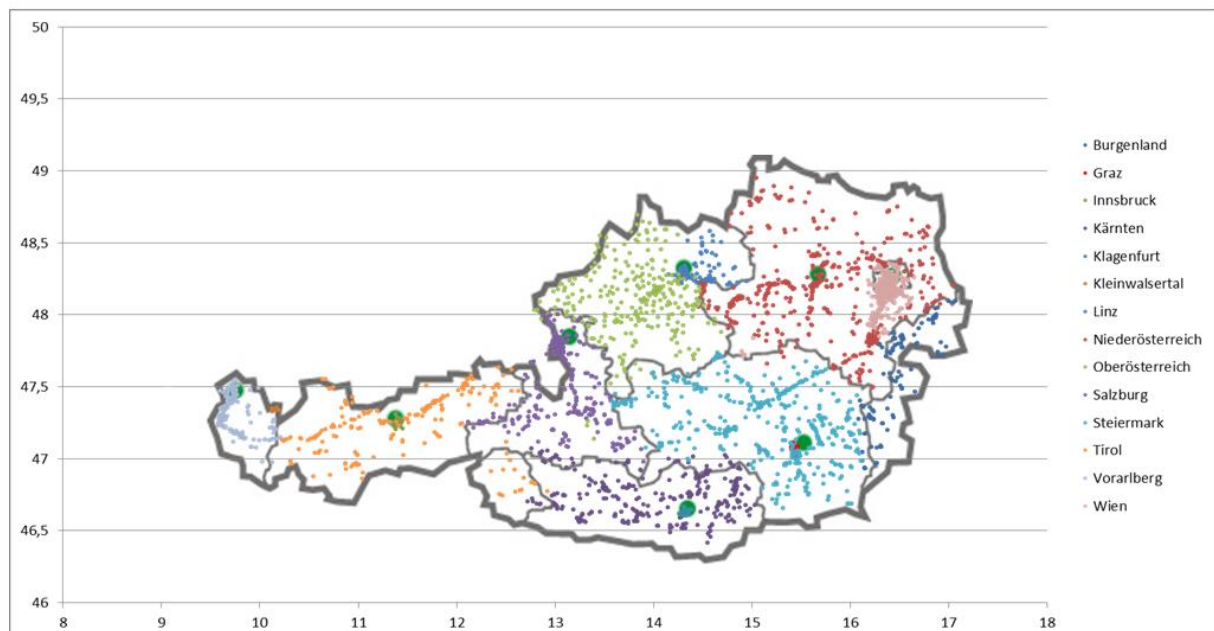 50
49,5
49
48,5
48
47,5
47
46,5
46
8 9 10 11 12 13 14 15 16 17 18
Burgenland
Graz
Innsbruck
Kärnten
Klagenfurt
Kleinwalsertal
Linz
Niederösterreich
Oberösterreich
Salzburg
Steiermark
Tirol
Vorarlberg
Wien